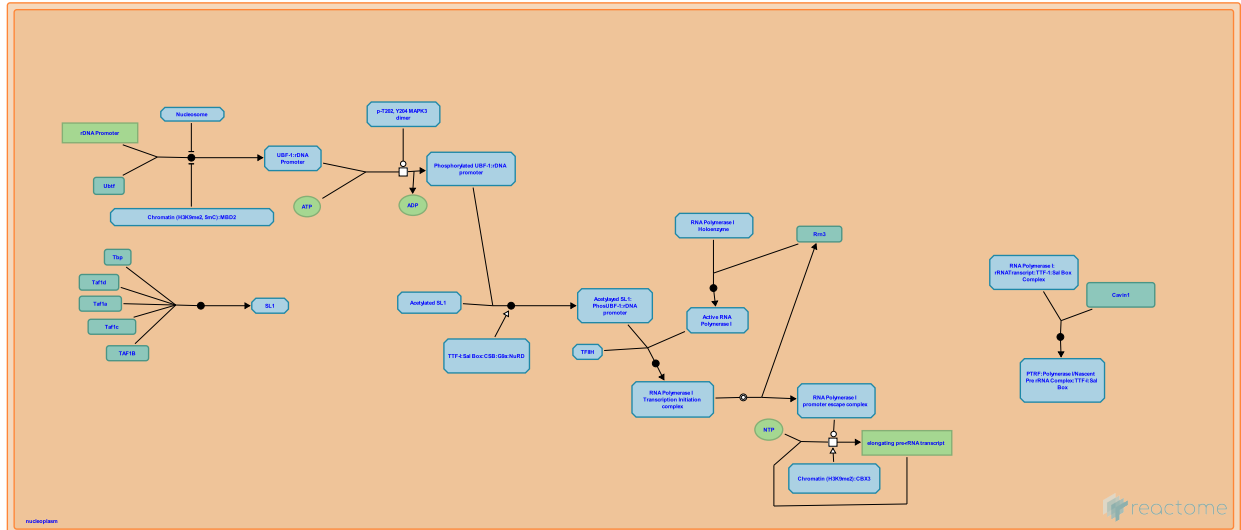 p-T202, Y204 MAPK3
dimer
Nucleosome
rDNA Promoter
UBF-1:rDNA
Promoter
Phosphorylated UBF-1:rDNA
promoter
Ubtf
ATP
ADP
Chromatin (H3K9me2, 5mC)::MBD2
RNA Polymerase I
Holoenzyme
Rrn3
Tbp
Taf1d
Taf1a
Taf1c
TAF1B
SL1
Acetylated SL1
Acetylayed SL1:
PhosUBF-1:rDNA
promoter
Active RNA
Polymerase I
TTF-I:Sal Box:CSB:G9a:NuRD
TFIIH
RNA Polymerase I
Transcription Initiation
complex
RNA Polymerase I
promoter escape complex
NTP
elongating pre-rRNA transcript
Chromatin (H3K9me2)::CBX3
RNA Polymerase I:
rRNATranscript:TTF-1:Sal Box
Complex
Cavin1
PTRF:Polymerase I/Nascent
Pre rRNA Complex:TTF-I:Sal
Box
nucleoplasm
reactome